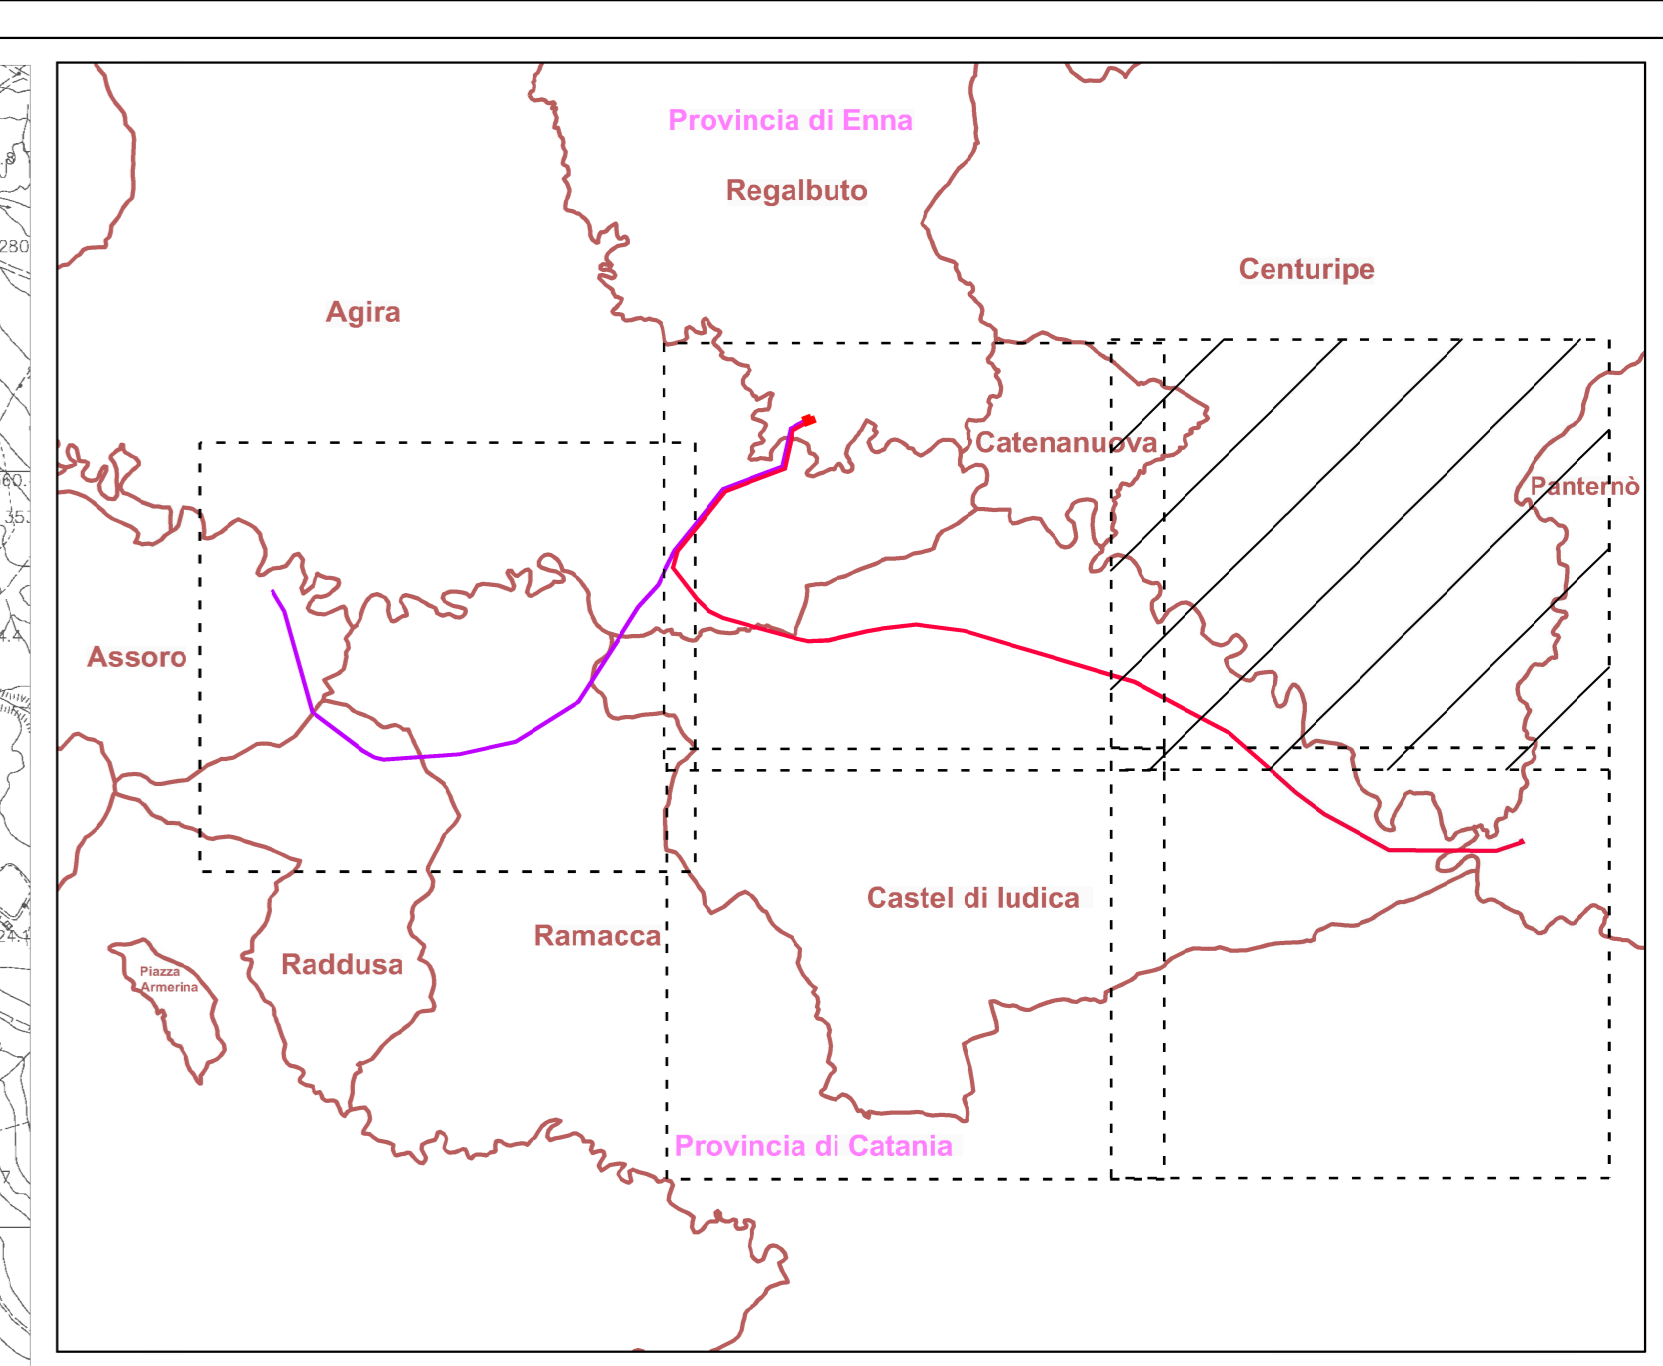 Provincia di Enna
Regalbuto
Centuripe
280
Agira
Catenanuova
Panternò
Assoro
Castel di Iudica
Ramacca
Raddusa
Piazza
Armerina
Provincia di Catania